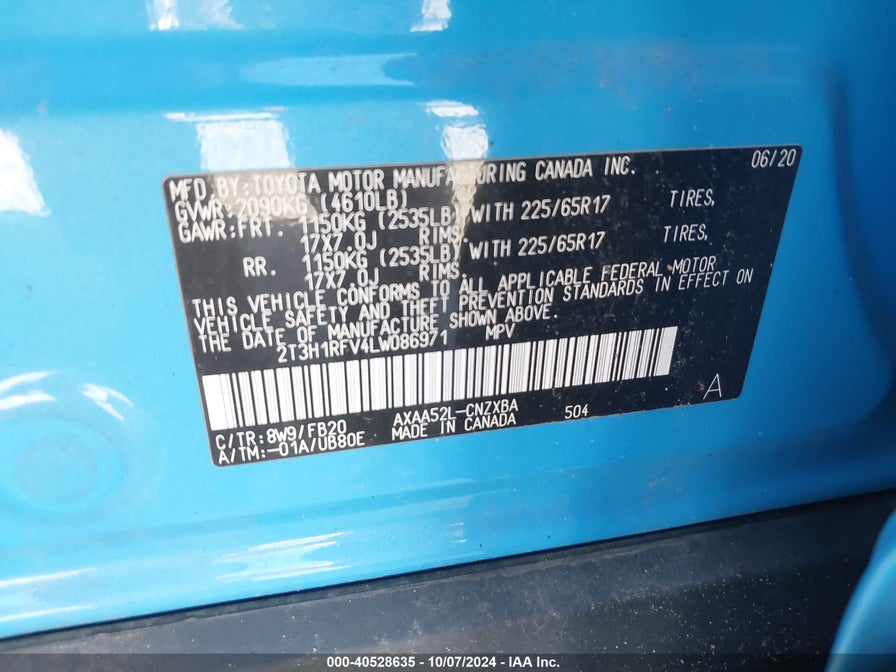 MFD BY: TOYOTA MOTOR MANUFACTURING CANADA INC. 06/20
GVWR 2090KG (4610LB)
GAWR: FRT. 1150KG (2535LB) WITH 225/65R17 TIRES,
17X7.0J RIMS.
RR. 1150KG (2535LB) WITH 225/65R17 TIRES,
17X7.0J RIMS.
THIS VEHICLE CONFORMS TO ALL APPLICABLE FEDERAL MOTOR
VEHICLE SAFETY AND THEFT PREVENTION STANDARDS IN EFFECT ON
THE DATE OF MANUFACTURE SHOWN ABOVE.
2T3H1RFV4LW086971 MPV
A
C/TR: 8W9/FB20 AXAA52L-CNZXBA 504
A/TM:-01A/UB80E MADE IN CANADA
000-40528635 - 10/07/2024 - IAA Inc.